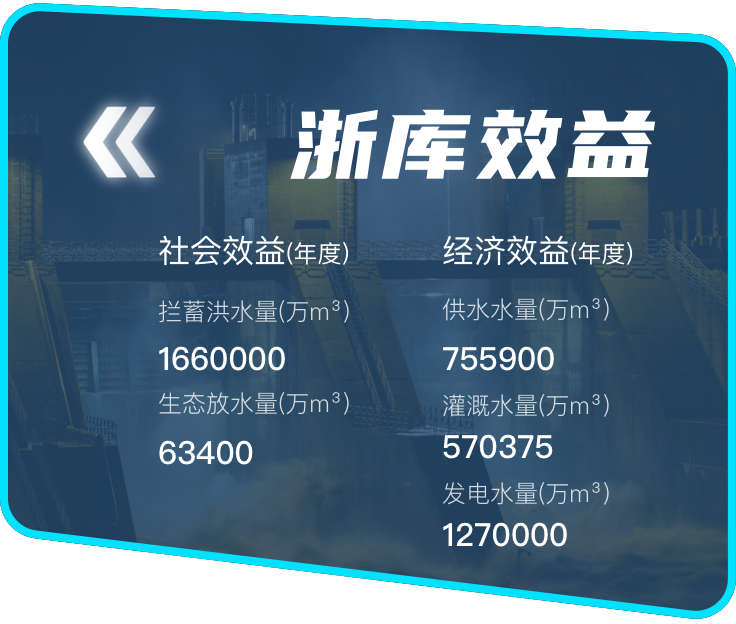 浙库效益
社会效益(年度)
拦蓄洪水量(万m³)
1660000
生态放水量(万m³)
63400
经济效益(年度)
供水水量(万m³)
755900
灌溉水量(万m³)
570375
发电水量(万m³)
1270000